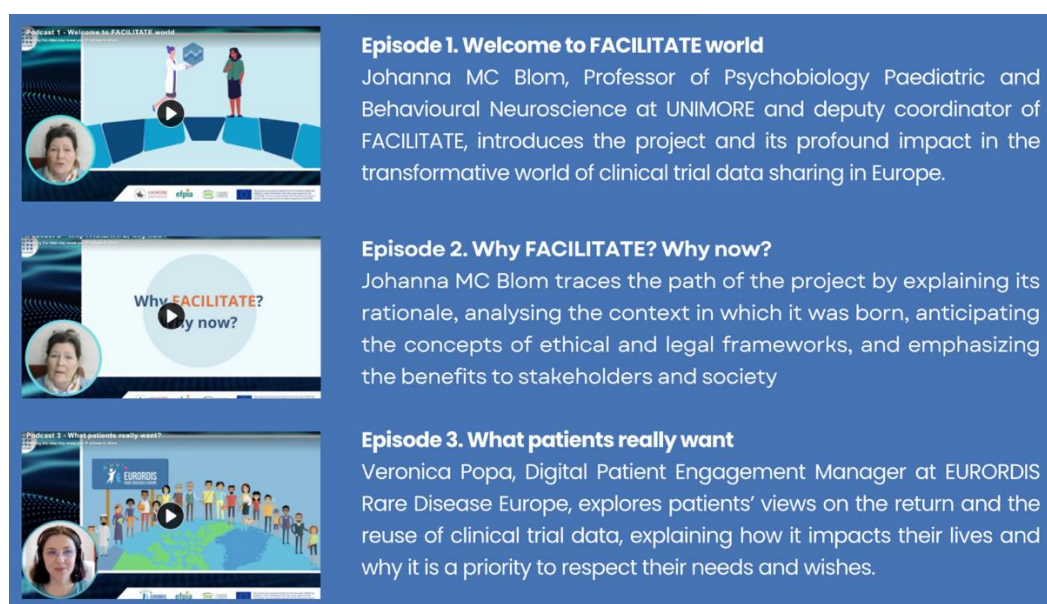 Podcast 1 - Welcome to FACILITATE world
Episode 1. Welcome to FACILITATE world
Johanna MC Blom, Professor of Psychobiology Paediatric and
Behavioural Neuroscience at UNIMORE and deputy coordinator of
FACILITATE, introduces the project and its profound impact in the
transformative world of clinical trial data sharing in Europe.
UNIMORE
efpia
Why FACILITATE?
now?
Episode 2. Why FACILITATE? Why now?
Johanna MC Blom traces the path of the project by explaining its
rationale, analysing the context in which it was born, anticipating
the concepts of ethical and legal frameworks, and emphasizing
the benefits to stakeholders and society
Podcast 3 - What patients really want?
EURORDIS
RARE DISEASES EUROPE
efpia
Episode 3. What patients really want
Veronica Popa, Digital Patient Engagement Manager at EURORDIS
Rare Disease Europe, explores patients’ views on the return and the
reuse of clinical trial data, explaining how it impacts their lives and
why it is a priority to respect their needs and wishes.